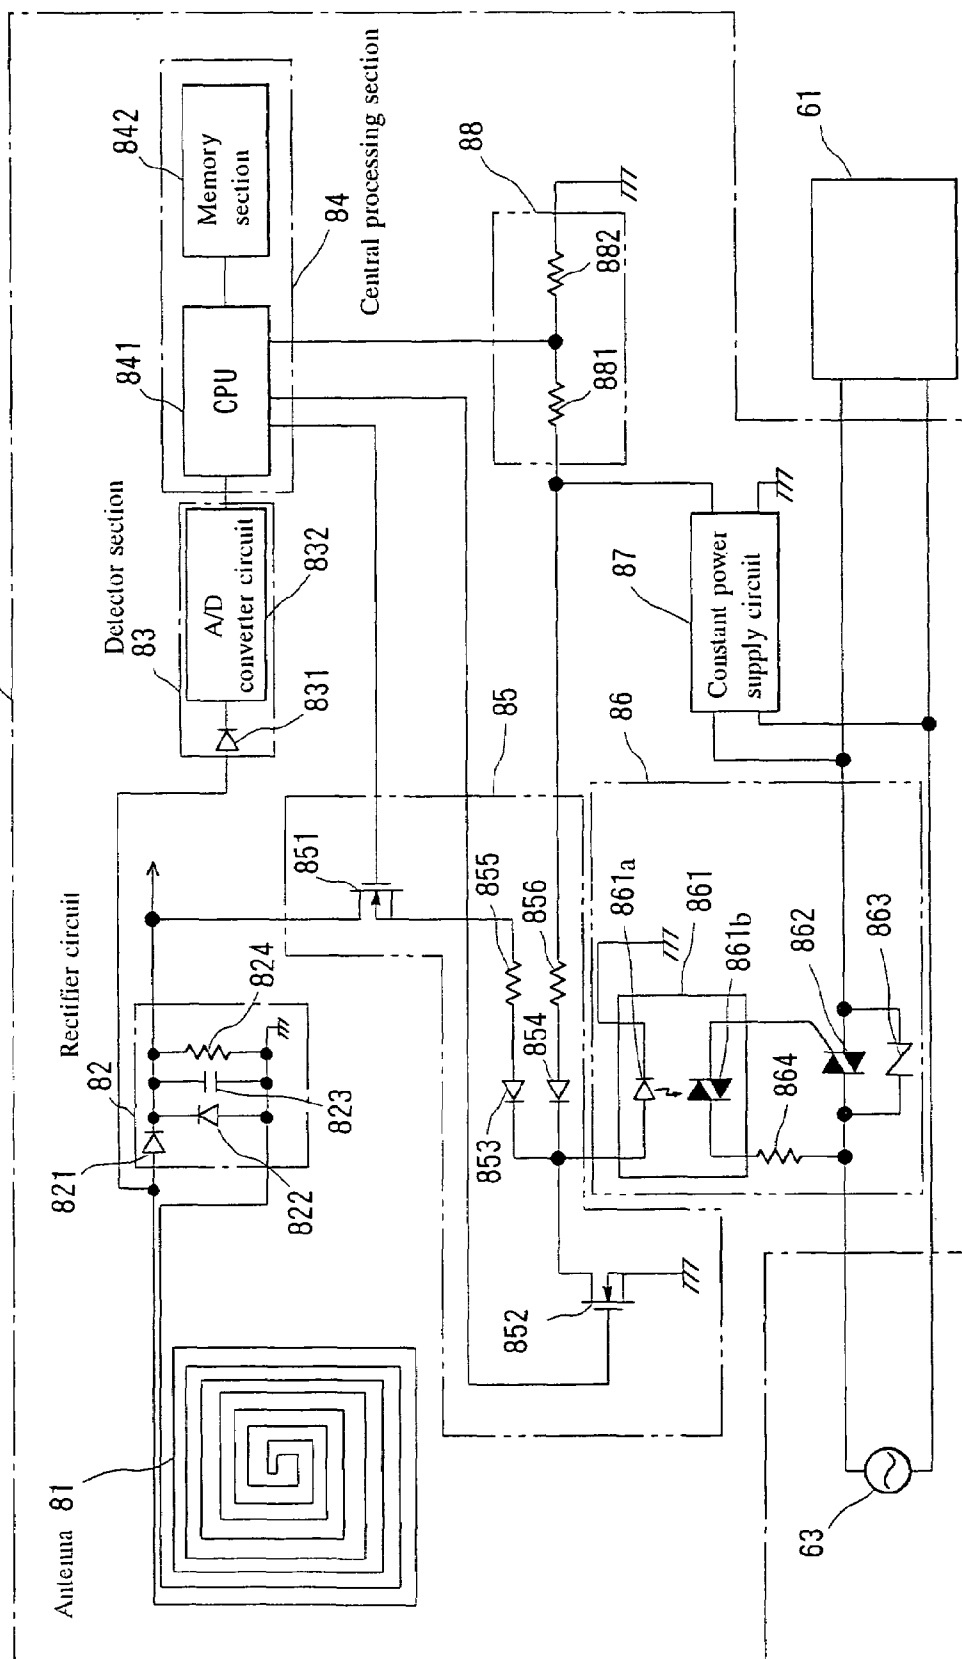 Antenna 81
82
Rectifier circuit
821
822
823
824
Detector section
83
831
A/D
converter circuit
832
841
CPU
842
Memory
section
84
Central processing section
85
851
852
853
854
855
856
88
881
882
87
Constant power
supply circuit
86
861a
861
861b
862
863
864
61
63